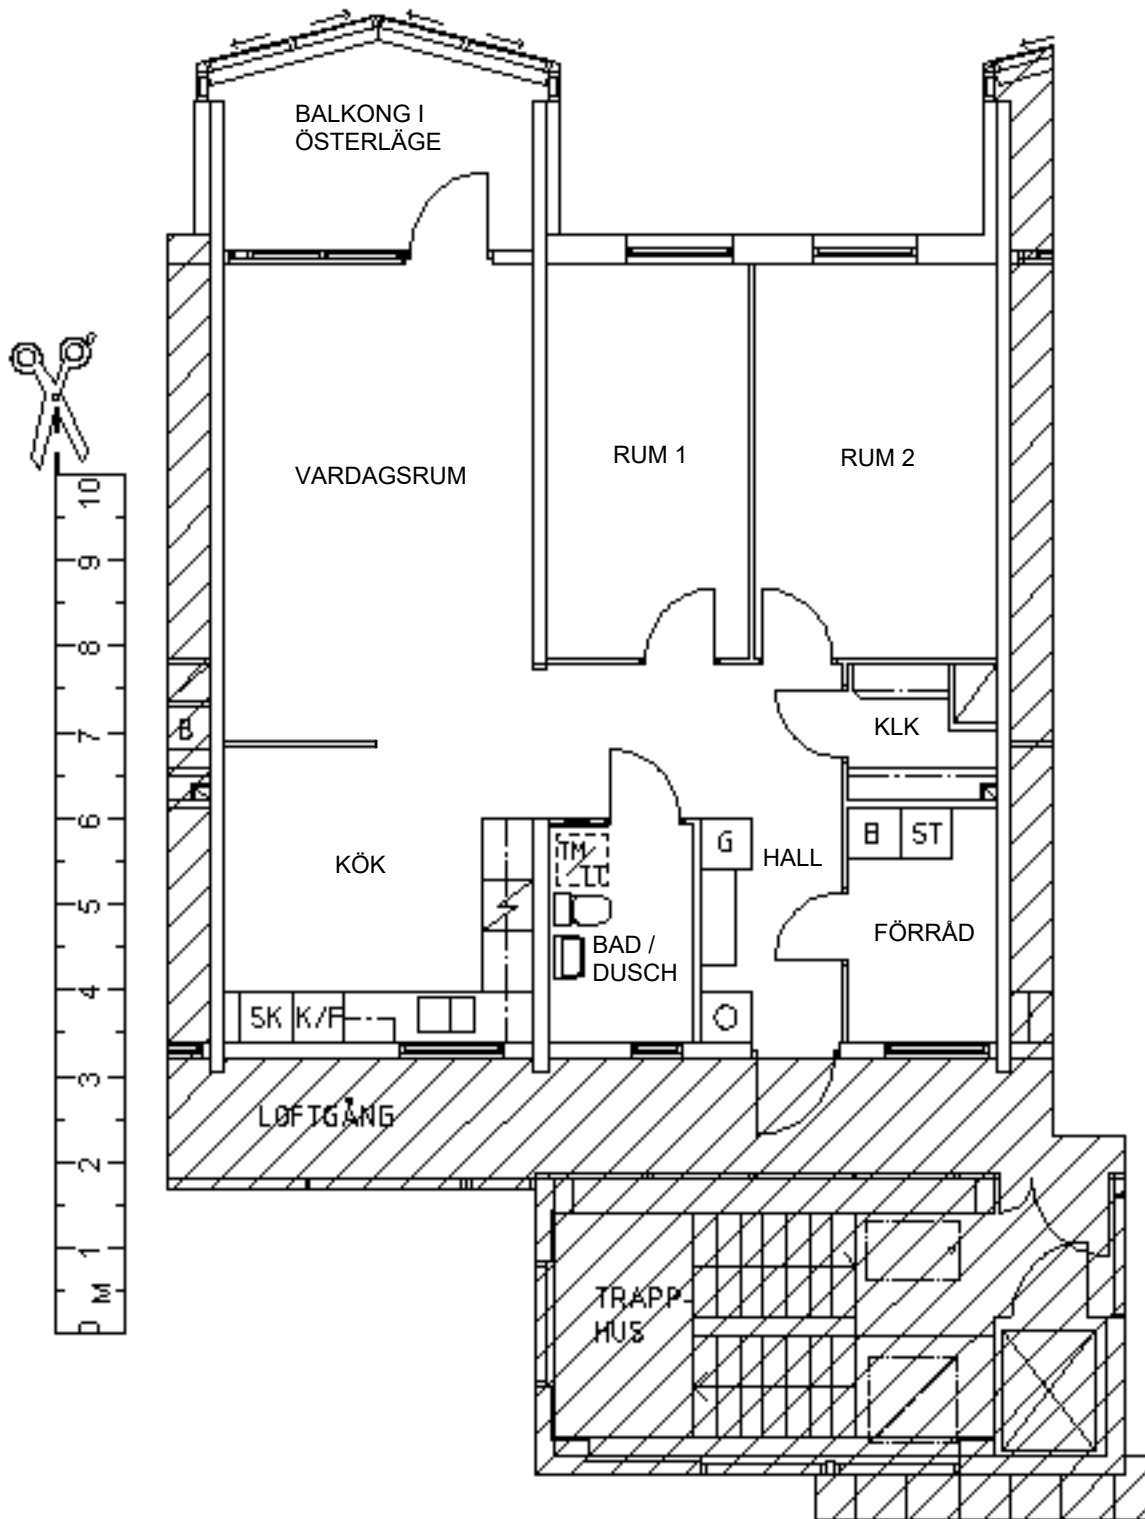 BALKONG I
ÖSTERLÄGE
VARDAGSRUM
RUM 1
RUM 2
KLK
B
KÖK
TM
TT
G
HALL
B
ST
BAD /
DUSCH
FÖRRÅD
SK
K/F
LOFTGÅNG
TRAPP-
HUS
10
9
8
7
6
5
4
3
2
1
M
0